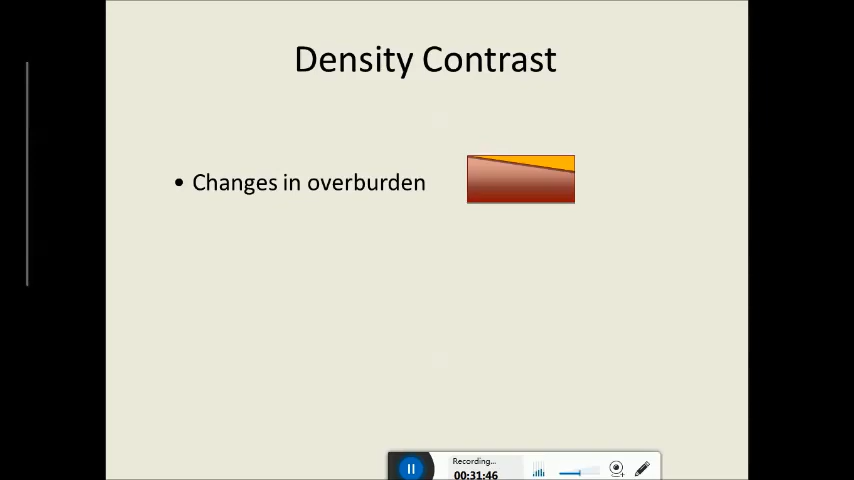 Density Contrast
• Changes in overburden
Recording...
00:31:46